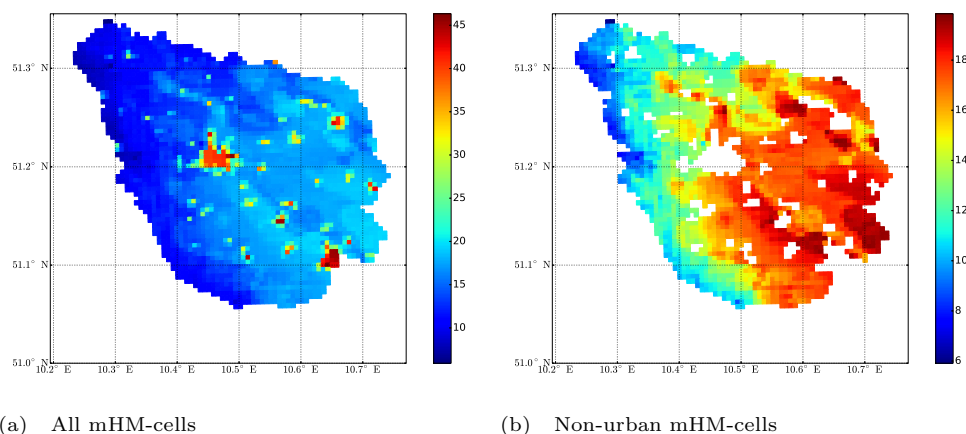 45
40
35
30
25
20
15
10
51.3° N
51.2° N
51.1° N
51.0° N
10.2° E 10.3° E 10.4° E 10.5° E 10.6° E 10.7° E
18
16
14
12
10
8
6
51.3° N
51.2° N
51.1° N
51.0° N
10.2° E 10.3° E 10.4° E 10.5° E 10.6° E 10.7° E
(a) All mHM-cells
(b) Non-urban mHM-cells